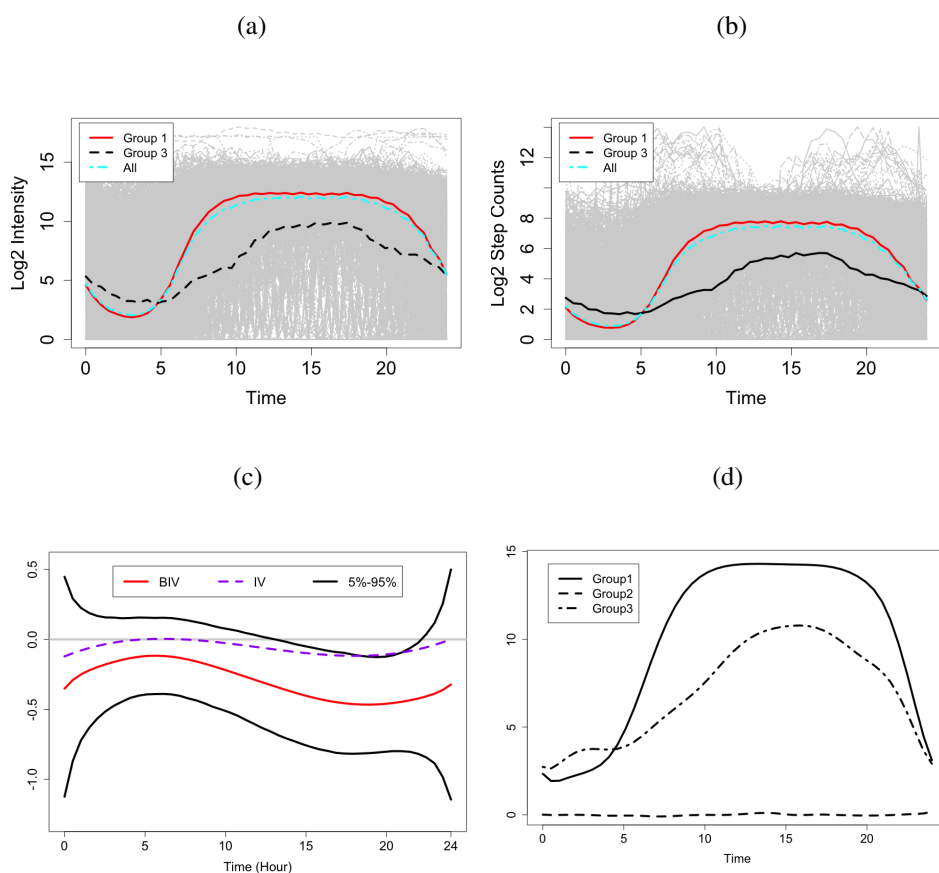 (a)
Log2 Intensity
0 5 10 15
Group 1
Group 3
All
0 5 10 15 20
Time
(b)
Log2 Step Counts
0 2 4 6 8 12
Group 1
Group 3
All
0 5 10 15 20
Time
(c)
0.5
0.0
-0.5
-1.0
BIV IV 5%-95%
0 5 10 15 20 24
Time (Hour)
(d)
15
10
5
0
Group1
Group2
Group3
0 5 10 15 20
Time